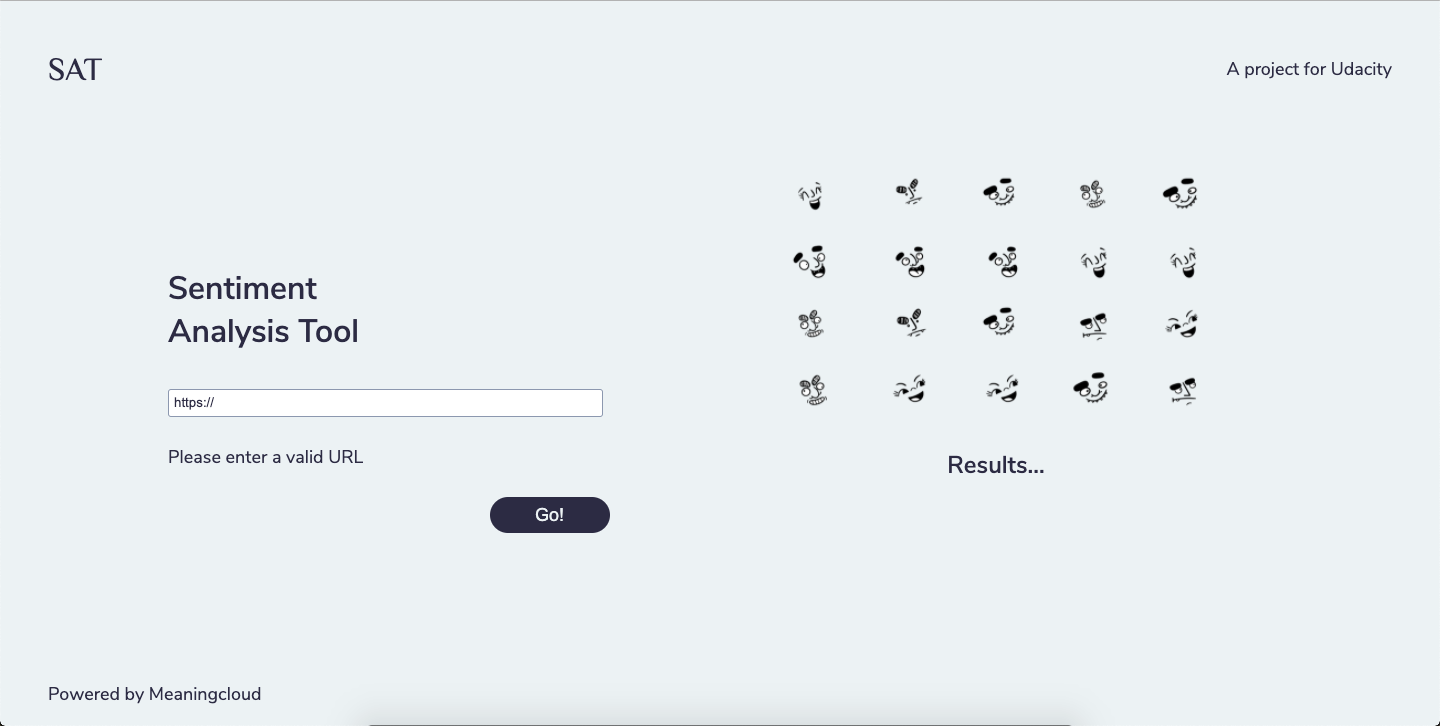 SAT
A project for Udacity
Sentiment
Analysis Tool
https://
Please enter a valid URL
Go!
Results...
Powered by Meaningcloud